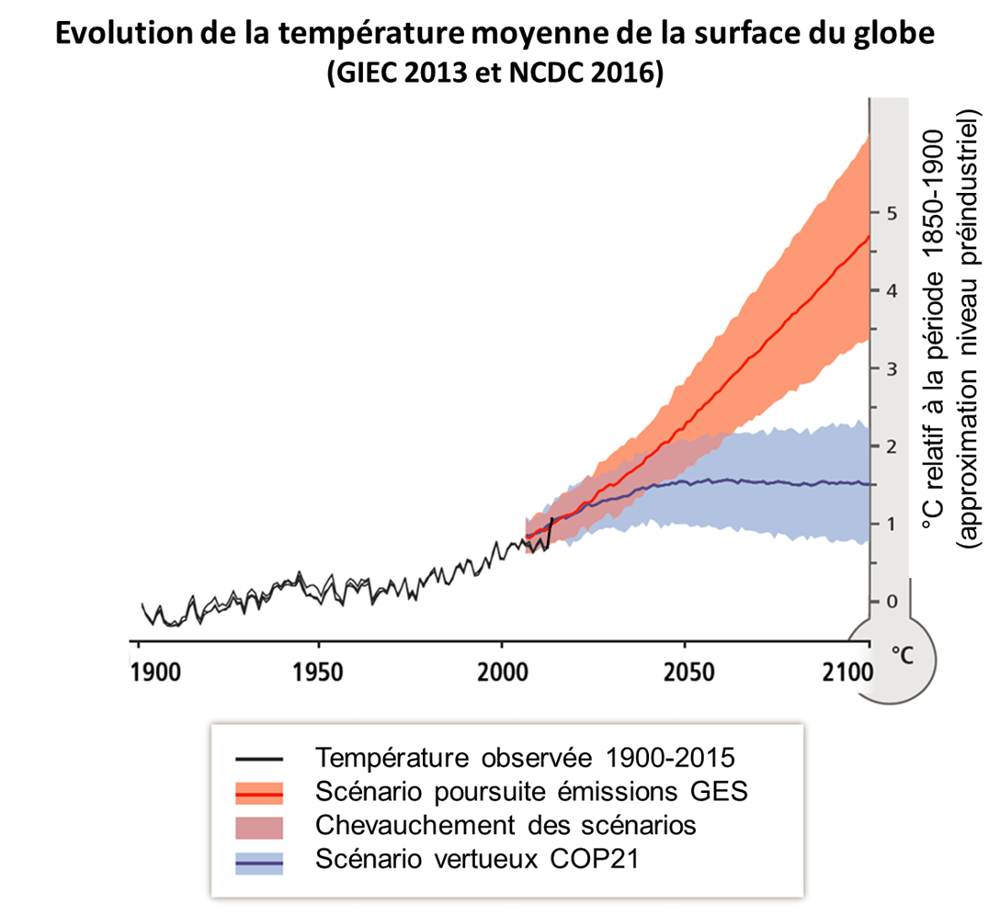 Evolution de la température moyenne de la surface du globe
(GIEC 2013 et NCDC 2016)
5
4
3
2
1
0
°C relatif à la période 1850-1900
(approximation niveau préindustriel)
°C
1900 1950 2000 2050 2100
Température observée 1900-2015
Scénario poursuite émissions GES
Chevauchement des scénarios
Scénario vertueux COP21